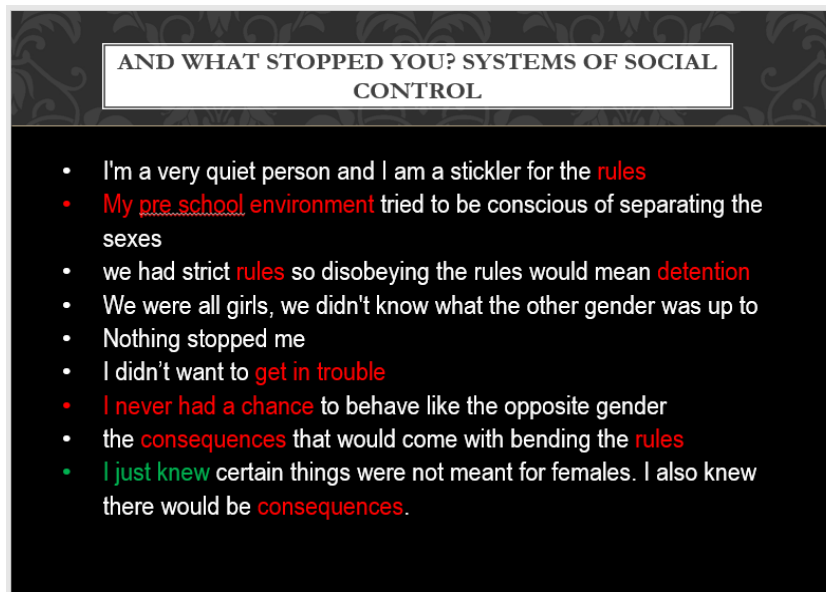 AND WHAT STOPPED YOU? SYSTEMS OF SOCIAL
CONTROL
• I'm a very quiet person and I am a stickler for the rules
• My pre school environment tried to be conscious of separating the
sexes
• we had strict rules so disobeying the rules would mean detention
• We were all girls, we didn't know what the other gender was up to
• Nothing stopped me
• I didn’t want to get in trouble
• I never had a chance to behave like the opposite gender
• the consequences that would come with bending the rules
• I just knew certain things were not meant for females. I also knew
there would be consequences.